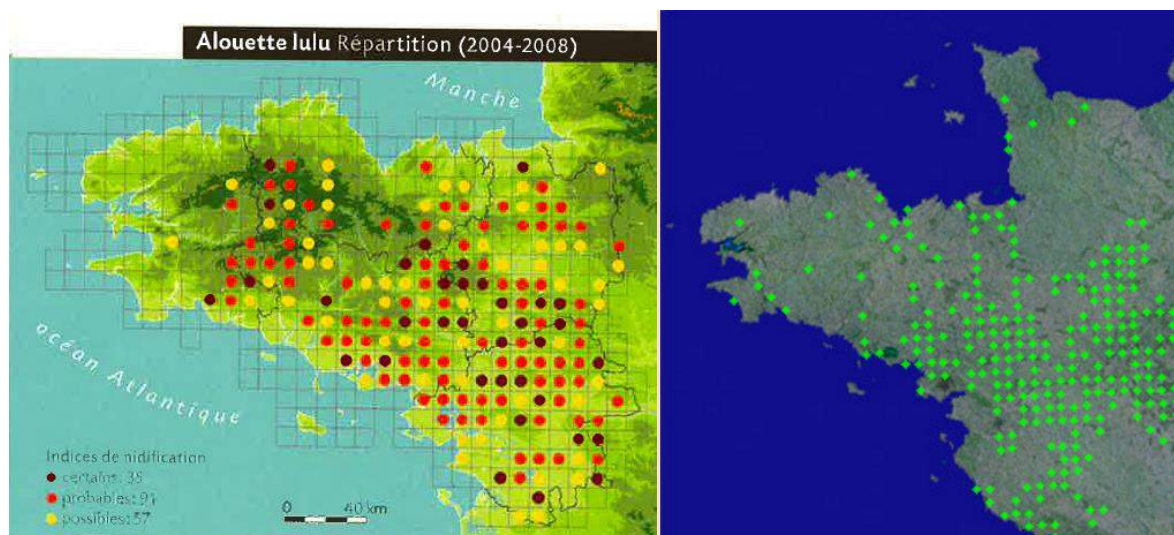 Alouette lulu Répartition (2004-2008)
Manche
océan Atlantique
Indices de nidification
certains: 39
probables: 91
possibles: 57
0 40 km